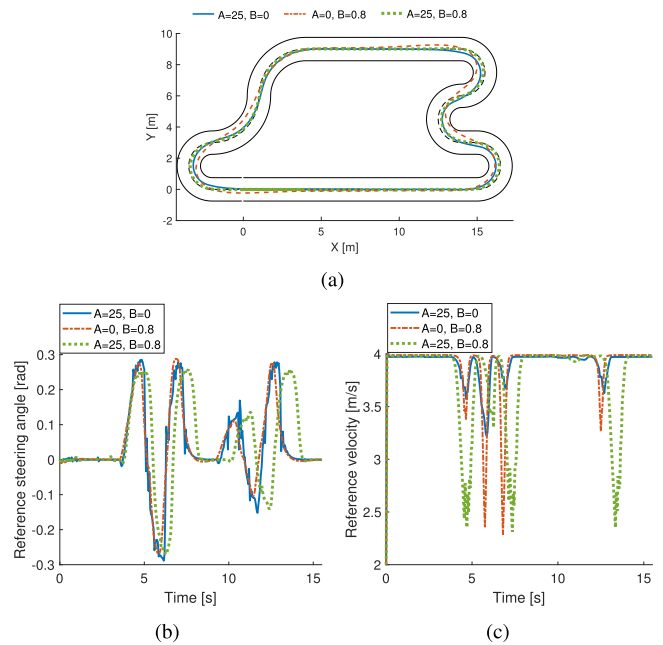 A=25, B=0 A=0, B=0.8 A=25, B=0.8
10
8
6
4
2
0
-2
Y [m]
0 5 10 15
X [m]
(a)
A=25, B=0
A=0, B=0.8
A=25, B=0.8
0.3
0.2
0.1
0
-0.1
-0.2
-0.3
Reference steering angle [rad]
0 5 10 15
Time [s]
(b)
A=25, B=0
A=0, B=0.8
A=25, B=0.8
4
3.5
3
2.5
2
Reference velocity [m/s]
0 5 10 15
Time [s]
(c)